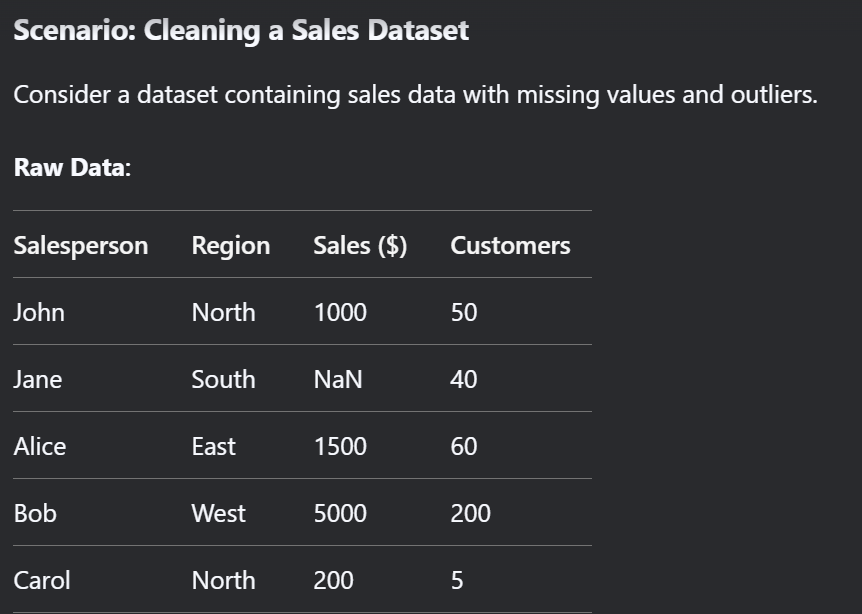 Scenario: Cleaning a Sales Dataset
Consider a dataset containing sales data with missing values and outliers.
Raw Data:
Salesperson Region Sales ($) Customers
John North 1000 50
Jane South NaN 40
Alice East 1500 60
Bob West 5000 200
Carol North 200 5